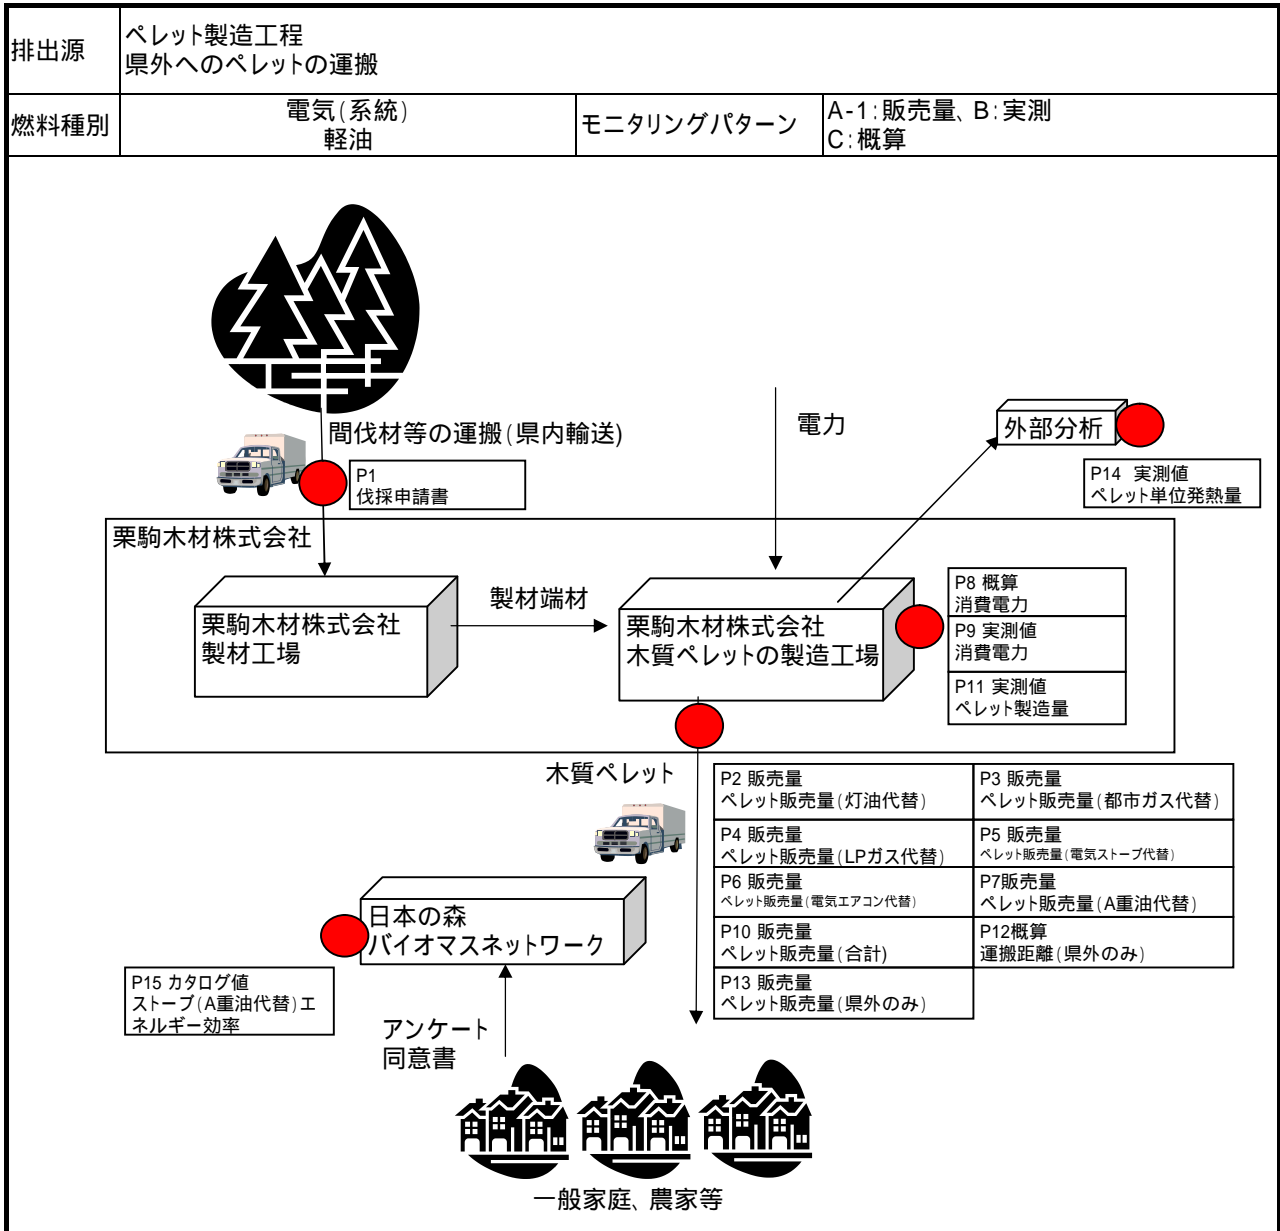 排出源
ペレット製造工程
県外へのペレットの運搬
燃料種別
電気(系統)
軽油
モニタリングパターン
A-1:販売量、B:実測
C:概算
間伐材等の運搬(県内輸送)
P1
伐採申請書
電力
外部分析
P14 実測値
ペレット単位発熱量
栗駒木材株式会社
栗駒木材株式会社
製材工場
製材端材
栗駒木材株式会社
木質ペレットの製造工場
P8 概算
消費電力
P9 実測値
消費電力
P11 実測値
ペレット製造量
木質ペレット
P2 販売量
ペレット販売量(灯油代替)
P3 販売量
ペレット販売量(都市ガス代替)
P4 販売量
ペレット販売量(LPガス代替)
P5 販売量
ペレット販売量(電気ストーブ代替)
P6 販売量
ペレット販売量(電気エアコン代替)
P7販売量
ペレット販売量(A重油代替)
P10 販売量
ペレット販売量(合計)
P12概算
運搬距離(県外のみ)
P13 販売量
ペレット販売量(県外のみ)
日本の森
バイオマスネットワーク
P15 カタログ値
ストーブ(A重油代替)エ
ネルギー効率
アンケート
同意書
一般家庭、農家等